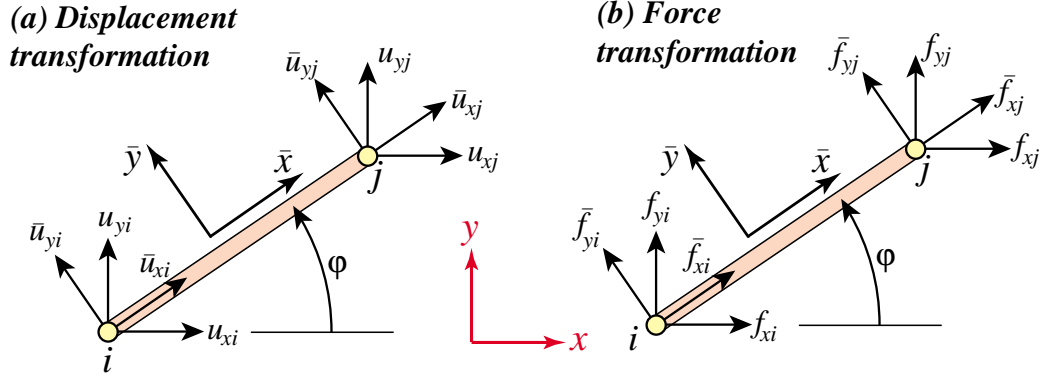 (a) Displacement
transformation
ū_yj
u_yj
ū_xj
u_xj
ȳ
x̄
j
ū_yi
u_yi
ū_xi
φ
u_xi
i
y
x
(b) Force
transformation
f̄_yj
f_yj
f̄_xj
f_xj
ȳ
x̄
j
f̄_yi
f_yi
f̄_xi
φ
f_xi
i